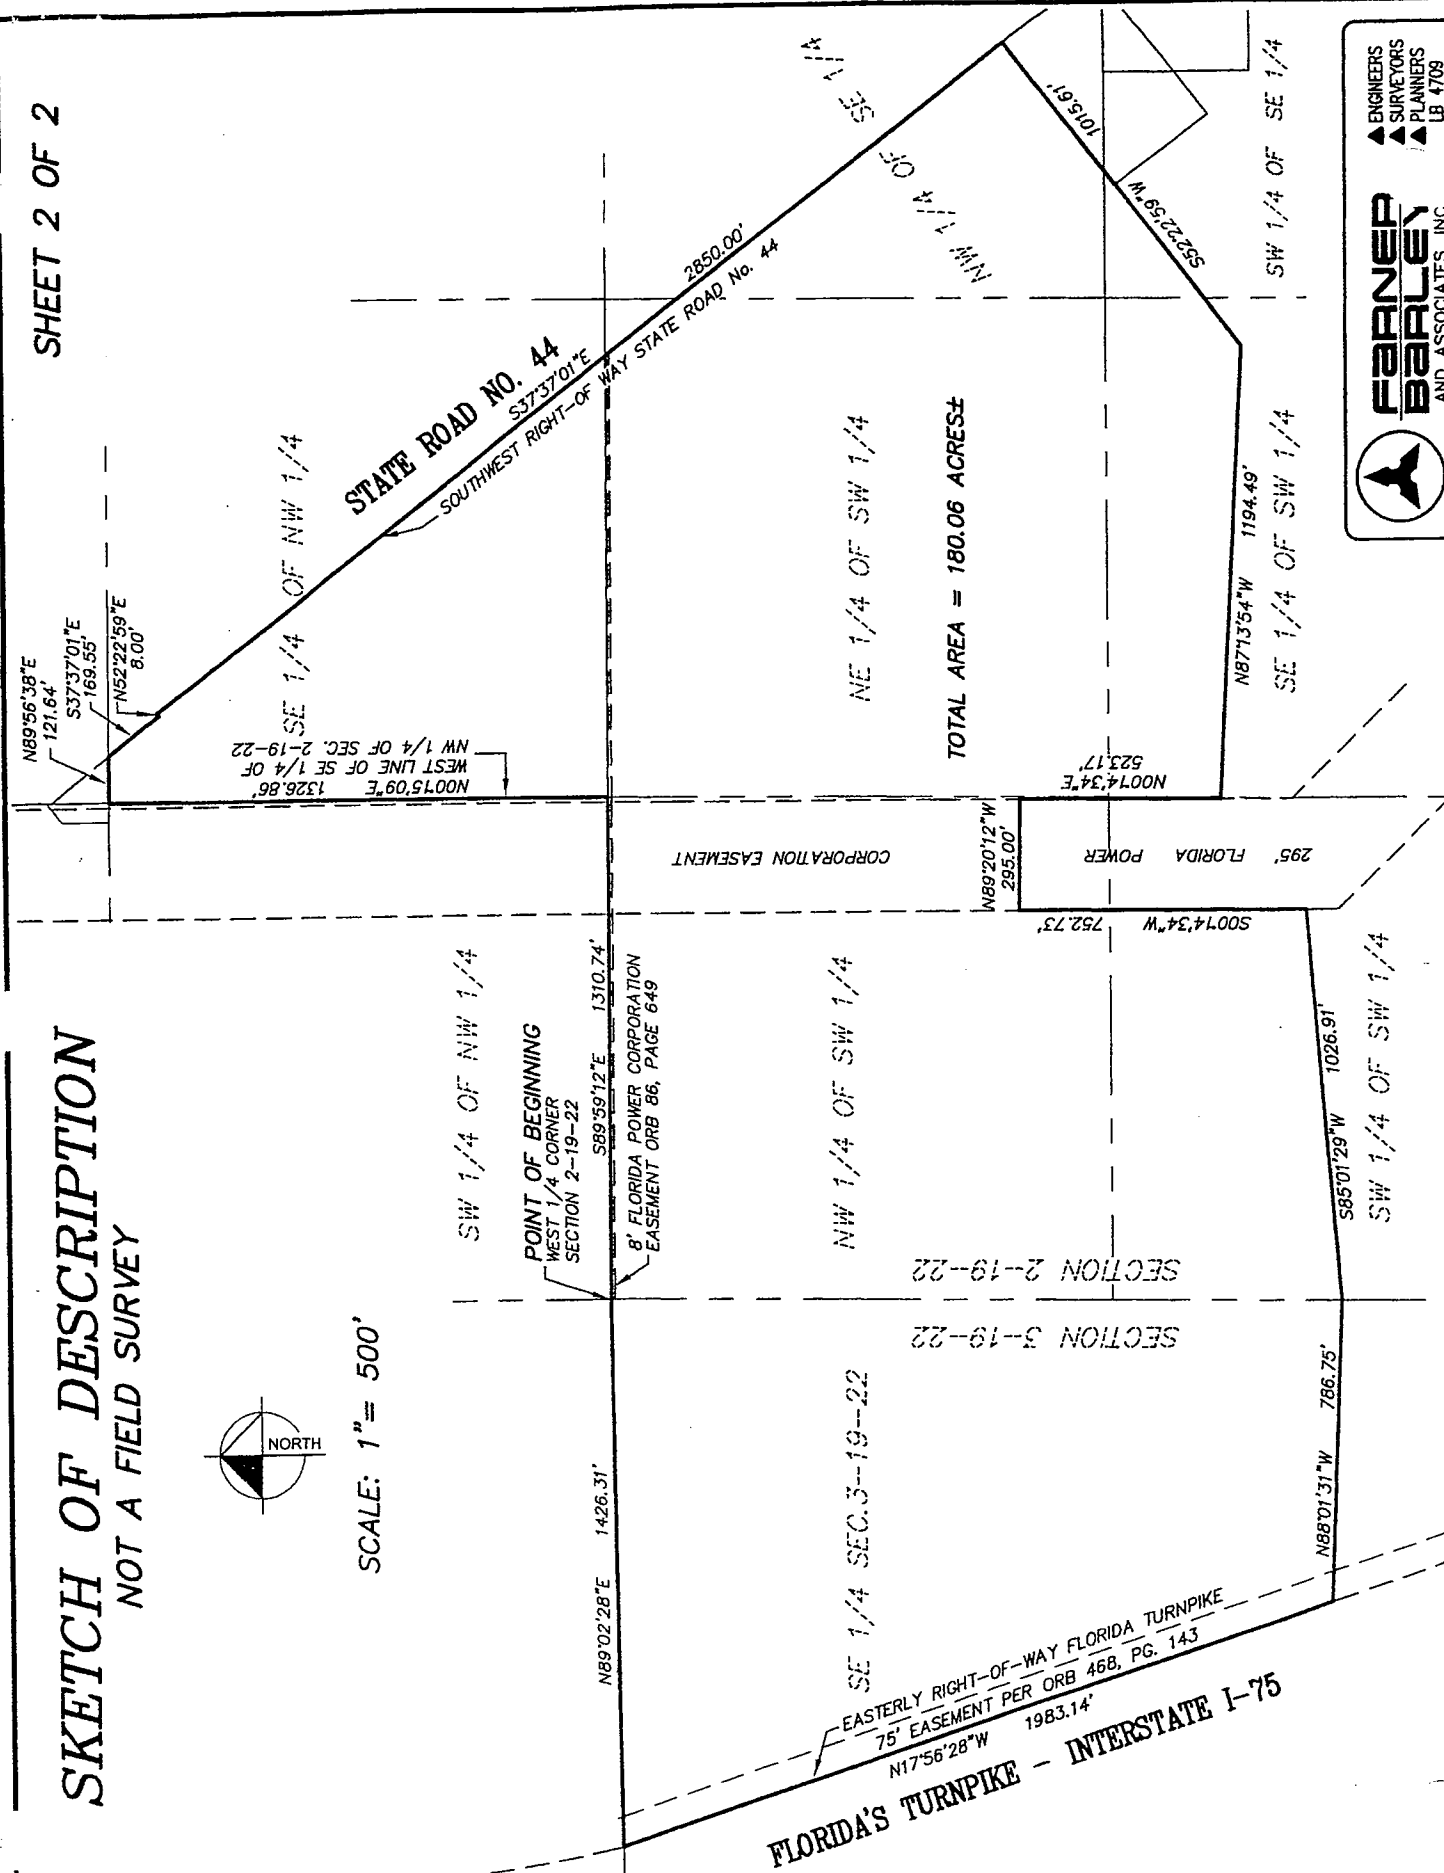 SHEET 2 OF 2
SKETCH OF DESCRIPTION
NOT A FIELD SURVEY
NORTH
SCALE: 1"= 500'
N89°56'38"E
121.64'
S37°37'01"E
169.55'
N52°22'59"E
8.00'
STATE ROAD NO. 44
S37°37'01"E
SOUTHWEST RIGHT-OF WAY STATE ROAD No. 44
2850.00'
SE 1/4 OF NW 1/4
N00°15'09"E 1326.86'
WEST LINE OF SE 1/4 OF
NW 1/4 OF SEC. 2-19-22
SW 1/4 OF NW 1/4
POINT OF BEGINNING
WEST 1/4 CORNER
SECTION 2-19-22
S89°59'12"E 1310.74'
8' FLORIDA POWER CORPORATION
EASEMENT ORB 86, PAGE 649
N89°02'28"E 1426.31'
NW 1/4 OF SE 1/4
1015.61'
S52°22'59"W
SW 1/4 OF SE 1/4
NE 1/4 OF SW 1/4
TOTAL AREA = 180.06 ACRES±
CORPORATION EASEMENT
295' FLORIDA POWER
N89°20'12"W
295.00'
N00°14'34"E
523.17'
S00°14'34"W 752.73'
N87°13'54"W 1194.49'
SE 1/4 OF SW 1/4
NW 1/4 OF SW 1/4
SECTION 2-19-22
SECTION 3-19-22
S85°01'29"W 1026.91'
SW 1/4 OF SW 1/4
SE 1/4 SEC.3-19-22
N88°01'31"W 786.75'
EASTERLY RIGHT-OF-WAY FLORIDA TURNPIKE
75' EASEMENT PER ORB 468, PG. 143
N17°56'28"W 1983.14'
FLORIDA'S TURNPIKE - INTERSTATE I-75
FARNER
BARLEY
AND ASSOCIATES, INC.
ENGINEERS
SURVEYORS
PLANNERS
LB 4709